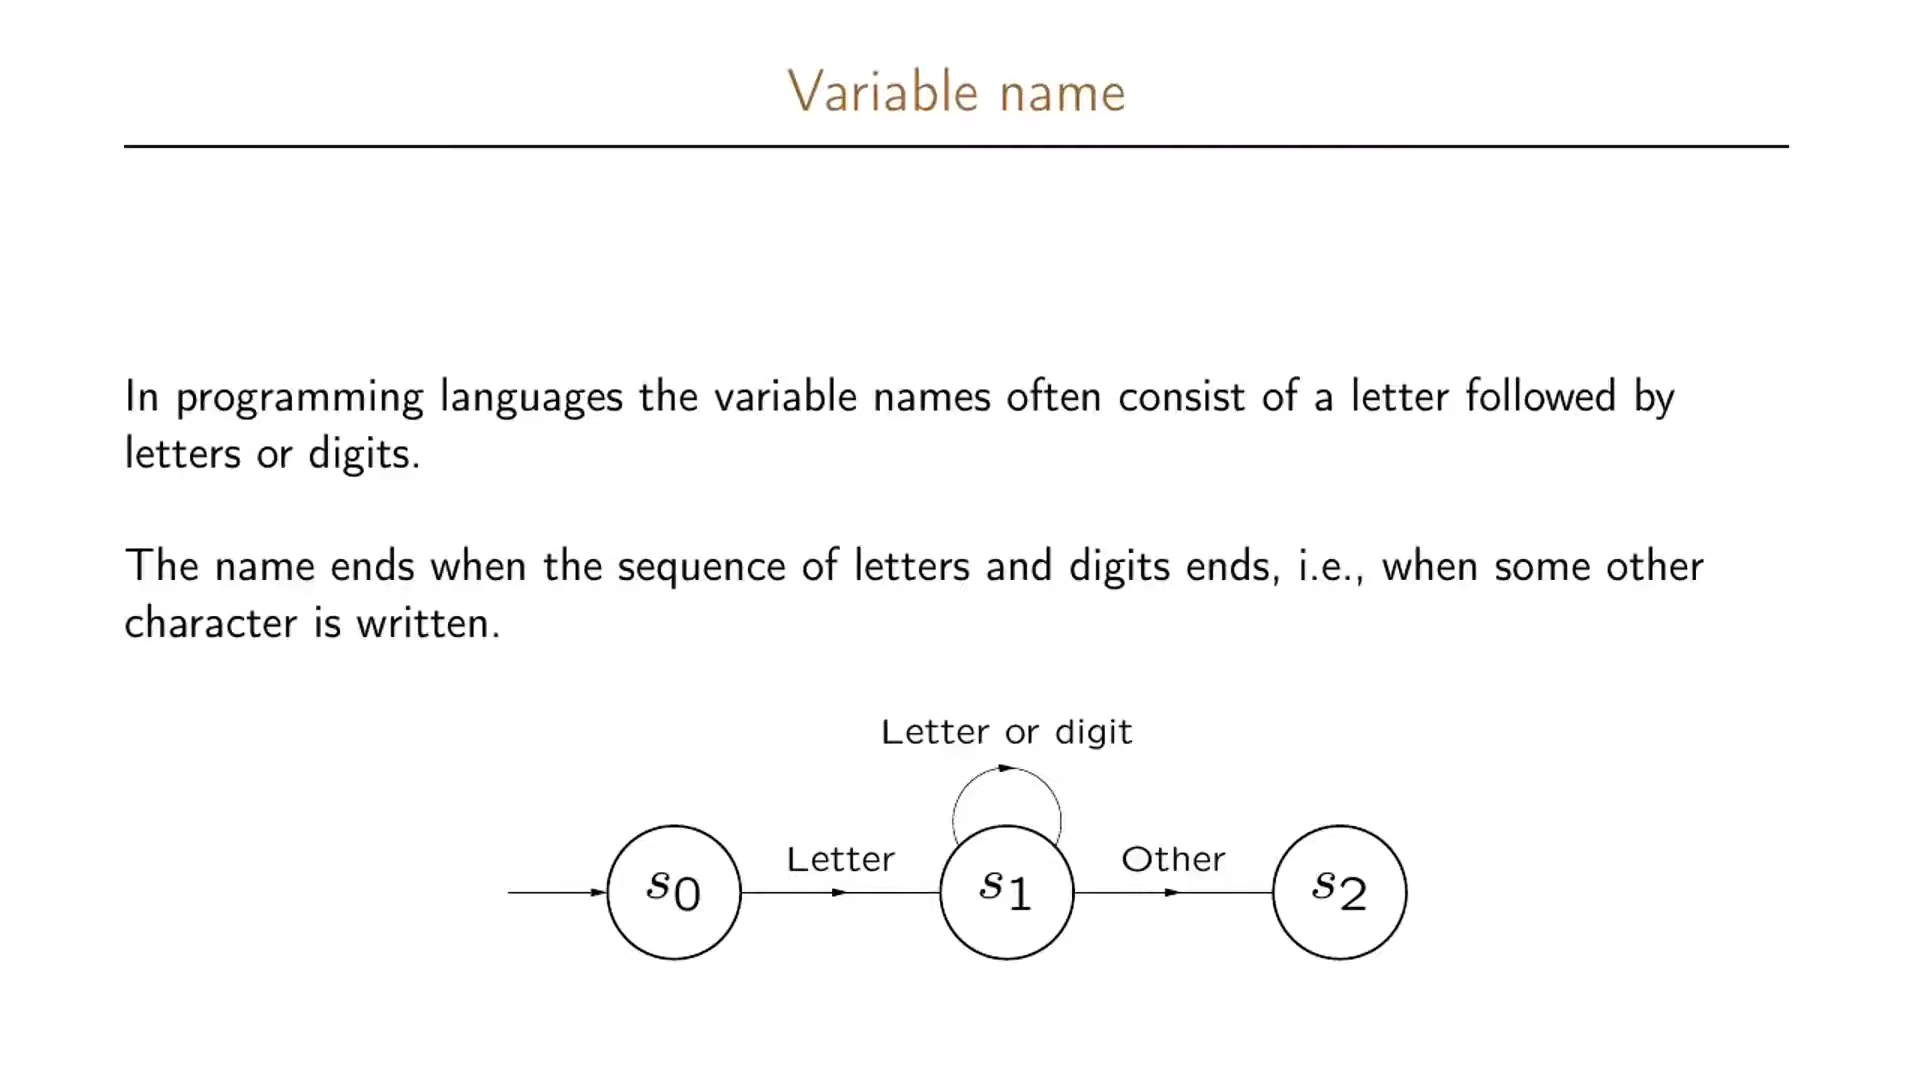 Variable name
In programming languages the variable names often consist of a letter followed by
letters or digits.
The name ends when the sequence of letters and digits ends, i.e., when some other
character is written.
Letter or digit
Letter
Other
s0
s1
s2